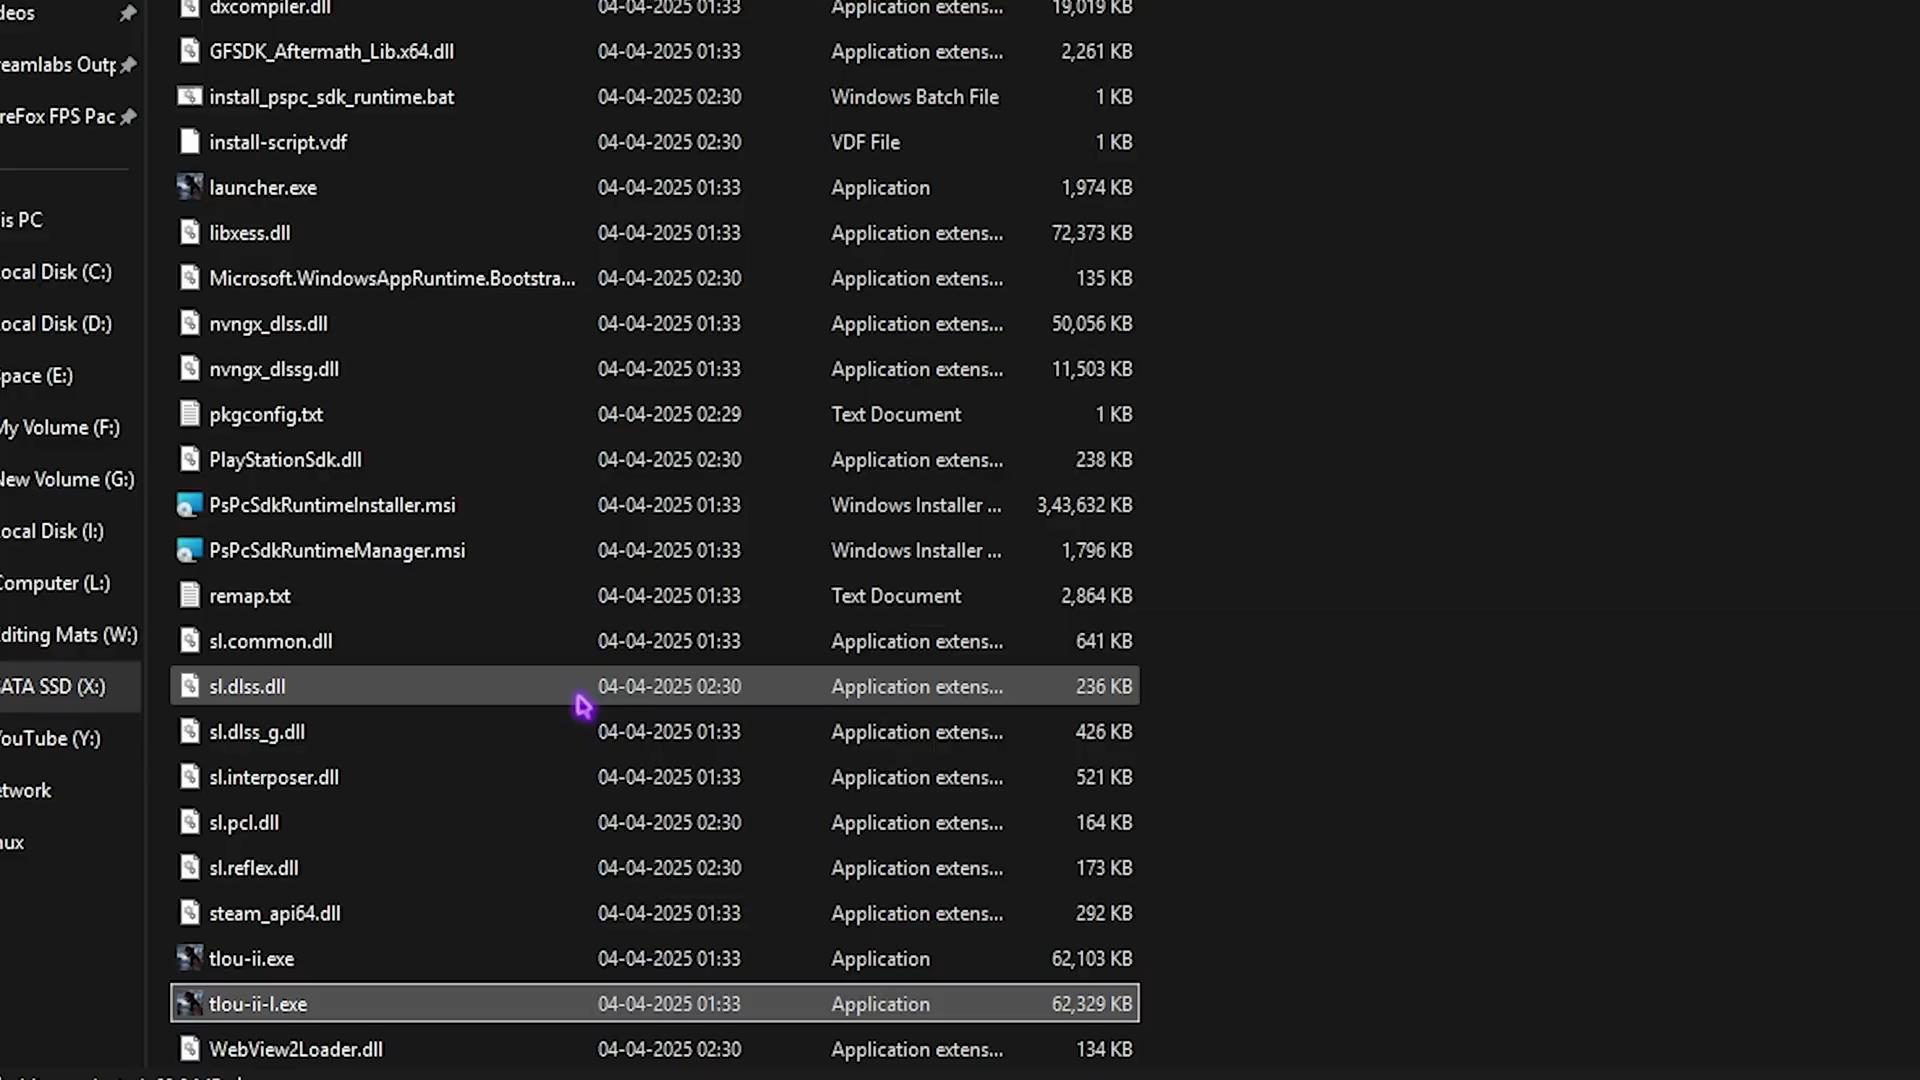 deos
reamlabs Outp
reFox FPS Pac
is PC
ocal Disk (C:)
ocal Disk (D:)
pace (E:)
My Volume (F:)
New Volume (G:)
ocal Disk (I:)
Computer (L:)
diting Mats (W:)
SATA SSD (X:)
YouTube (Y:)
etwork
nux
dxcompiler.dll 04-04-2025 01:33 Application extens... 19,019 KB
GFSDK_Aftermath_Lib.x64.dll 04-04-2025 01:33 Application extens... 2,261 KB
install_pspc_sdk_runtime.bat 04-04-2025 02:30 Windows Batch File 1 KB
install-script.vdf 04-04-2025 02:30 VDF File 1 KB
launcher.exe 04-04-2025 01:33 Application 1,974 KB
libxess.dll 04-04-2025 01:33 Application extens... 72,373 KB
Microsoft.WindowsAppRuntime.Bootstra... 04-04-2025 02:30 Application extens... 135 KB
nvngx_dlss.dll 04-04-2025 01:33 Application extens... 50,056 KB
nvngx_dlssg.dll 04-04-2025 01:33 Application extens... 11,503 KB
pkgconfig.txt 04-04-2025 02:29 Text Document 1 KB
PlayStationSdk.dll 04-04-2025 02:30 Application extens... 238 KB
PsPcSdkRuntimeInstaller.msi 04-04-2025 01:33 Windows Installer ... 3,43,632 KB
PsPcSdkRuntimeManager.msi 04-04-2025 01:33 Windows Installer ... 1,796 KB
remap.txt 04-04-2025 01:33 Text Document 2,864 KB
sl.common.dll 04-04-2025 01:33 Application extens... 641 KB
sl.dlss.dll 04-04-2025 02:30 Application extens... 236 KB
sl.dlss_g.dll 04-04-2025 01:33 Application extens... 426 KB
sl.interposer.dll 04-04-2025 01:33 Application extens... 521 KB
sl.pcl.dll 04-04-2025 02:30 Application extens... 164 KB
sl.reflex.dll 04-04-2025 02:30 Application extens... 173 KB
steam_api64.dll 04-04-2025 01:33 Application extens... 292 KB
tlou-ii.exe 04-04-2025 01:33 Application 62,103 KB
tlou-ii-l.exe 04-04-2025 01:33 Application 62,329 KB
WebView2Loader.dll 04-04-2025 02:30 Application extens... 134 KB